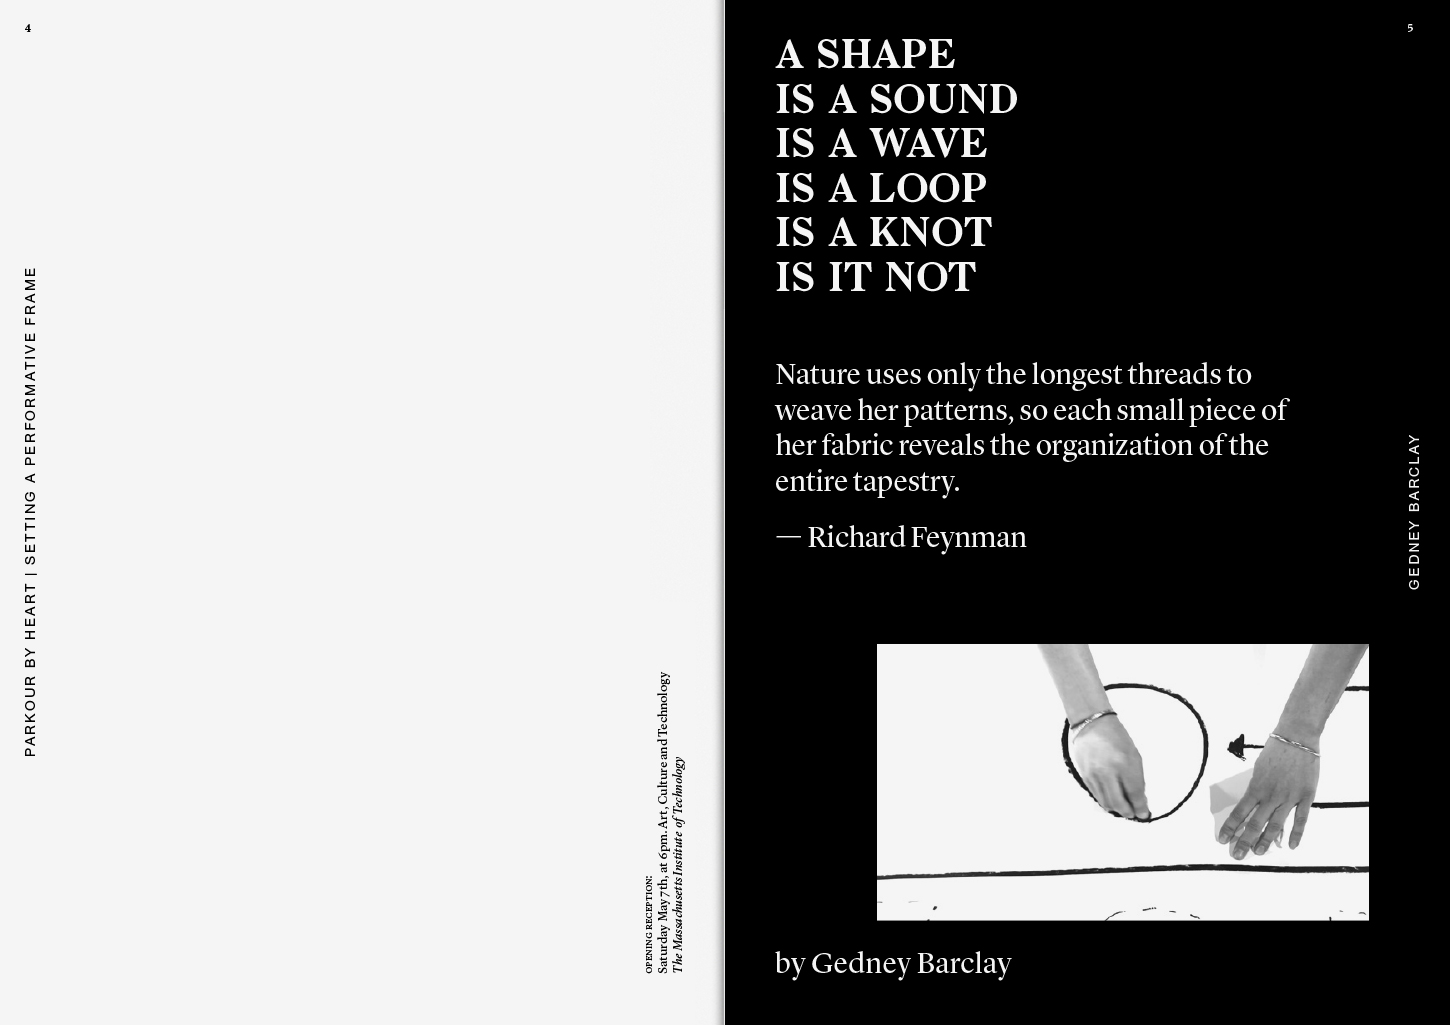 4
PARKOUR BY HEART | SETTING A PERFORMATIVE FRAME
OPENING RECEPTION:
Saturday May 7th, at 6pm. Art, Culture and Technology
The Massachusetts Institute of Technology
5
A SHAPE
IS A SOUND
IS A WAVE
IS A LOOP
IS A KNOT
IS IT NOT
Nature uses only the longest threads to
weave her patterns, so each small piece of
her fabric reveals the organization of the
entire tapestry.
— Richard Feynman
GEDNEY BARCLAY
by Gedney Barclay